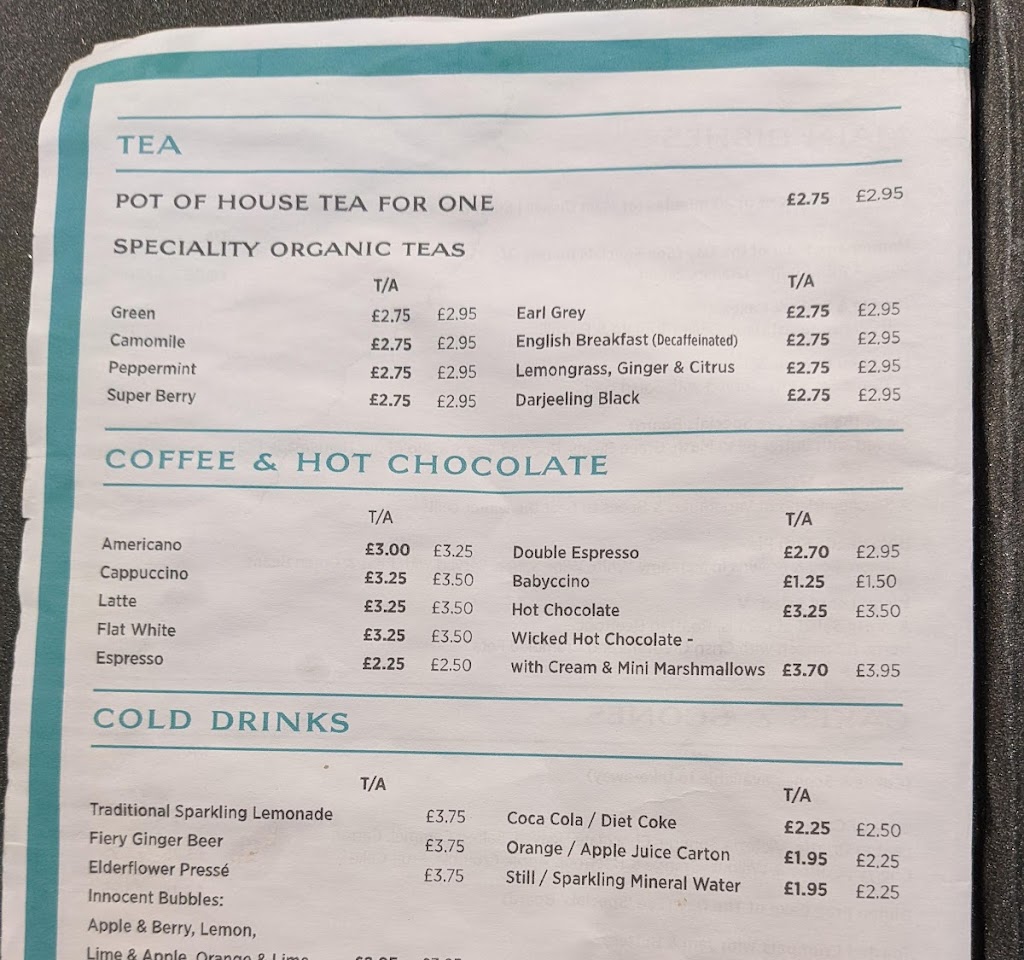 TEA
POT OF HOUSE TEA FOR ONE £2.75 £2.95
SPECIALITY ORGANIC TEAS
T/A T/A
Green £2.75 £2.95 Earl Grey £2.75 £2.95
Camomile £2.75 £2.95 English Breakfast (Decaffeinated) £2.75 £2.95
Peppermint £2.75 £2.95 Lemongrass, Ginger & Citrus £2.75 £2.95
Super Berry £2.75 £2.95 Darjeeling Black £2.75 £2.95
COFFEE & HOT CHOCOLATE
T/A T/A
Americano £3.00 £3.25 Double Espresso £2.70 £2.95
Cappuccino £3.25 £3.50 Babyccino £1.25 £1.50
Latte £3.25 £3.50 Hot Chocolate £3.25 £3.50
Flat White £3.25 £3.50 Wicked Hot Chocolate -
Espresso £2.25 £2.50 with Cream & Mini Marshmallows £3.70 £3.95
COLD DRINKS
T/A T/A
Traditional Sparkling Lemonade £3.75 Coca Cola / Diet Coke £2.25 £2.50
Fiery Ginger Beer £3.75 Orange / Apple Juice Carton £1.95 £2.25
Elderflower Pressé £3.75 Still / Sparkling Mineral Water £1.95 £2.25
Innocent Bubbles:
Apple & Berry, Lemon,
Lime & Apple, Orange & Lime